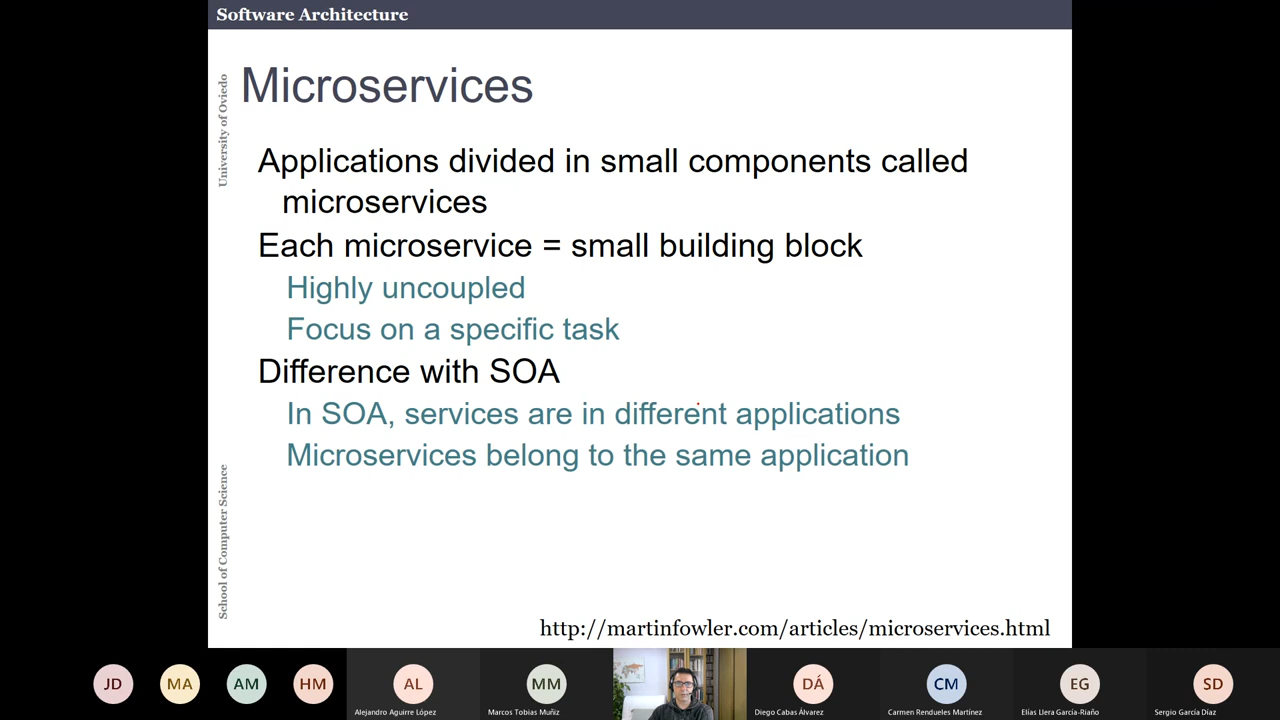 Software Architecture
University of Oviedo
Microservices
Applications divided in small components called
microservices
Each microservice = small building block
Highly uncoupled
Focus on a specific task
Difference with SOA
In SOA, services are in different applications
Microservices belong to the same application
School of Computer Science
http://martinfowler.com/articles/microservices.html
JD
MA
AM
HM
AL
Alejandro Aguirre López
MM
Marcos Tobias Muñiz
DÁ
Diego Cabas Álvarez
CM
Carmen Rendueles Martínez
EG
Elías Llera García-Riaño
SD
Sergio García Díaz